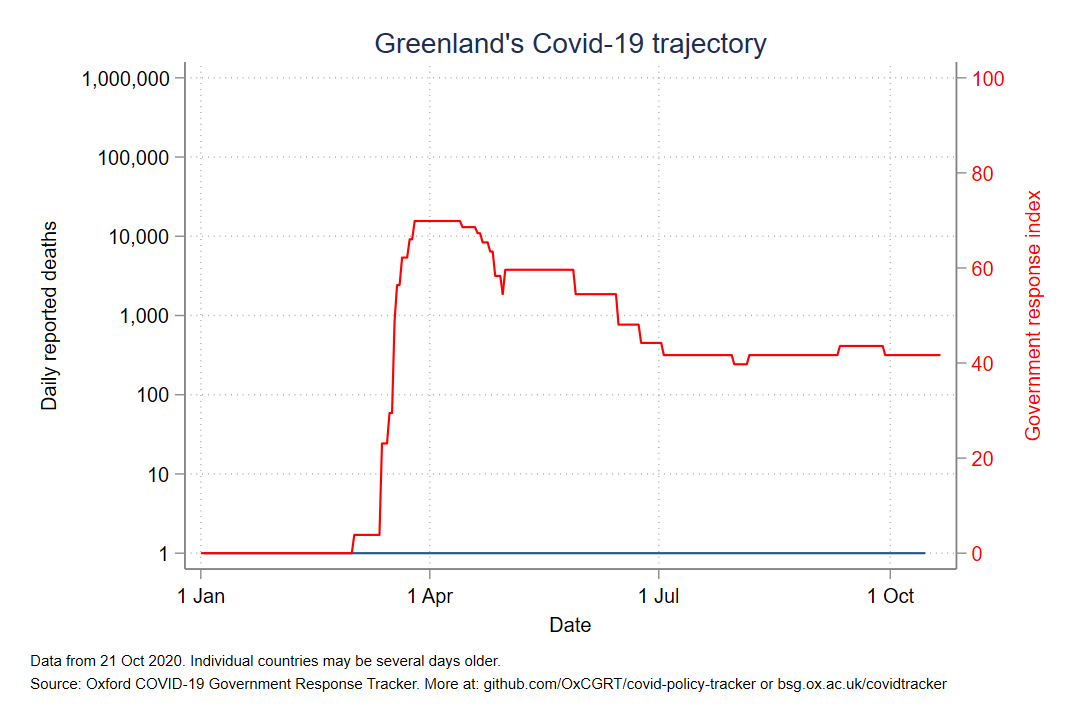 Greenland's Covid-19 trajectory
1,000,000
100,000
10,000
1,000
100
10
1
Daily reported deaths
100
80
60
40
20
0
Government response index
1 Jan
1 Apr
1 Jul
1 Oct
Date
Data from 21 Oct 2020. Individual countries may be several days older.
Source: Oxford COVID-19 Government Response Tracker. More at: github.com/OxCGRT/covid-policy-tracker or bsg.ox.ac.uk/covidtracker